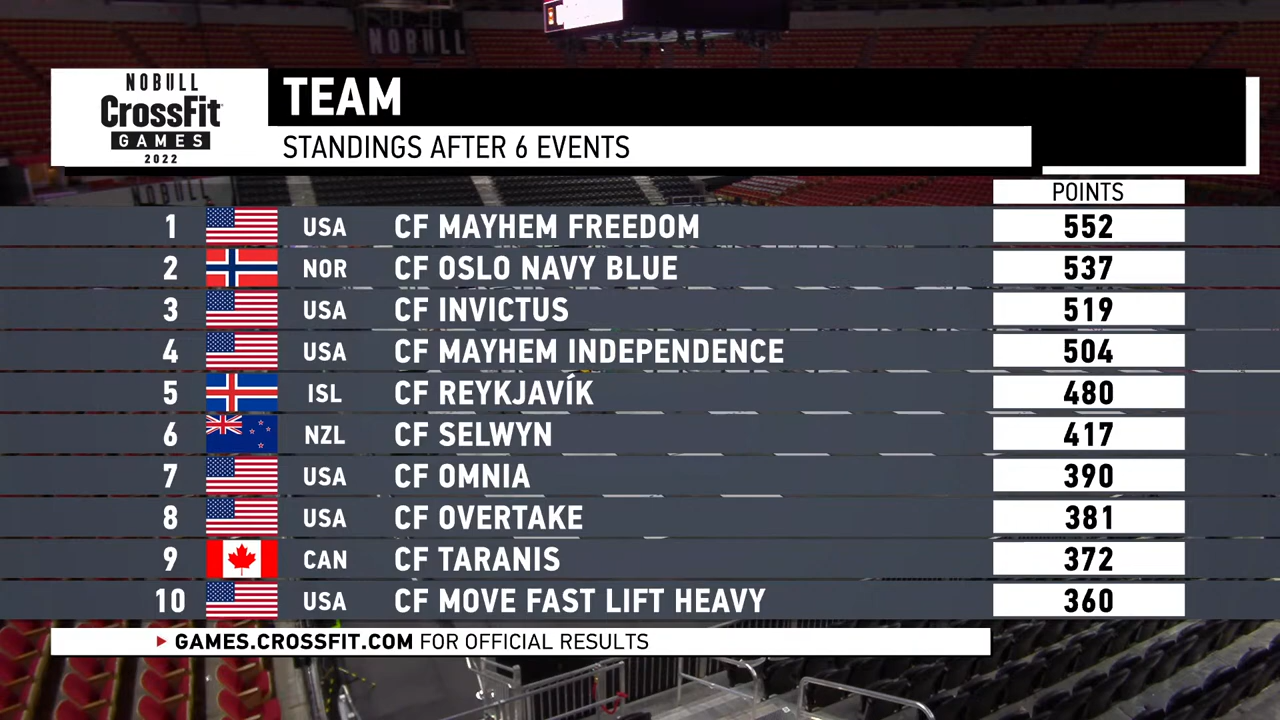 NOBULL
NOBULL
CrossFit
GAMES
2022
TEAM
STANDINGS AFTER 6 EVENTS
NOBULL
POINTS
1 USA CF MAYHEM FREEDOM 552
2 NOR CF OSLO NAVY BLUE 537
3 USA CF INVICTUS 519
4 USA CF MAYHEM INDEPENDENCE 504
5 ISL CF REYKJAVÍK 480
6 NZL CF SELWYN 417
7 USA CF OMNIA 390
8 USA CF OVERTAKE 381
9 CAN CF TARANIS 372
10 USA CF MOVE FAST LIFT HEAVY 360
GAMES.CROSSFIT.COM FOR OFFICIAL RESULTS